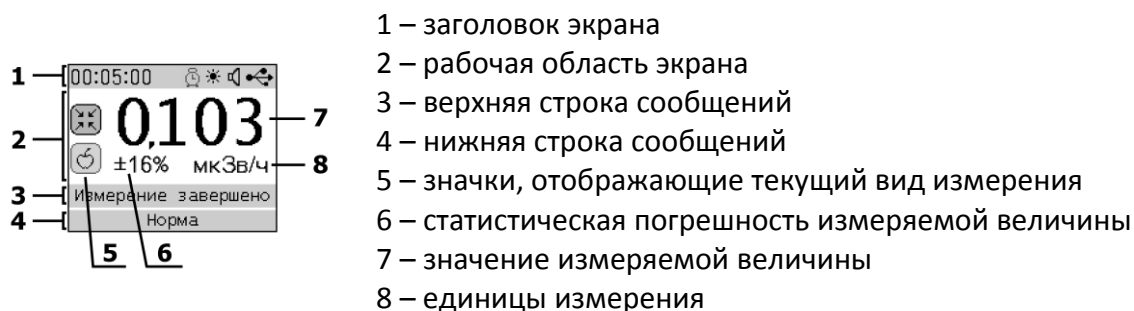 1 – заголовок экрана
2 – рабочая область экрана
3 – верхняя строка сообщений
4 – нижняя строка сообщений
5 – значки, отображающие текущий вид измерения
6 – статистическая погрешность измеряемой величины
7 – значение измеряемой величины
8 – единицы измерения
1
00:05:00
2
0,103
7
±16%
мкЗв/ч
8
3
Измерение завершено
4
Норма
5
6